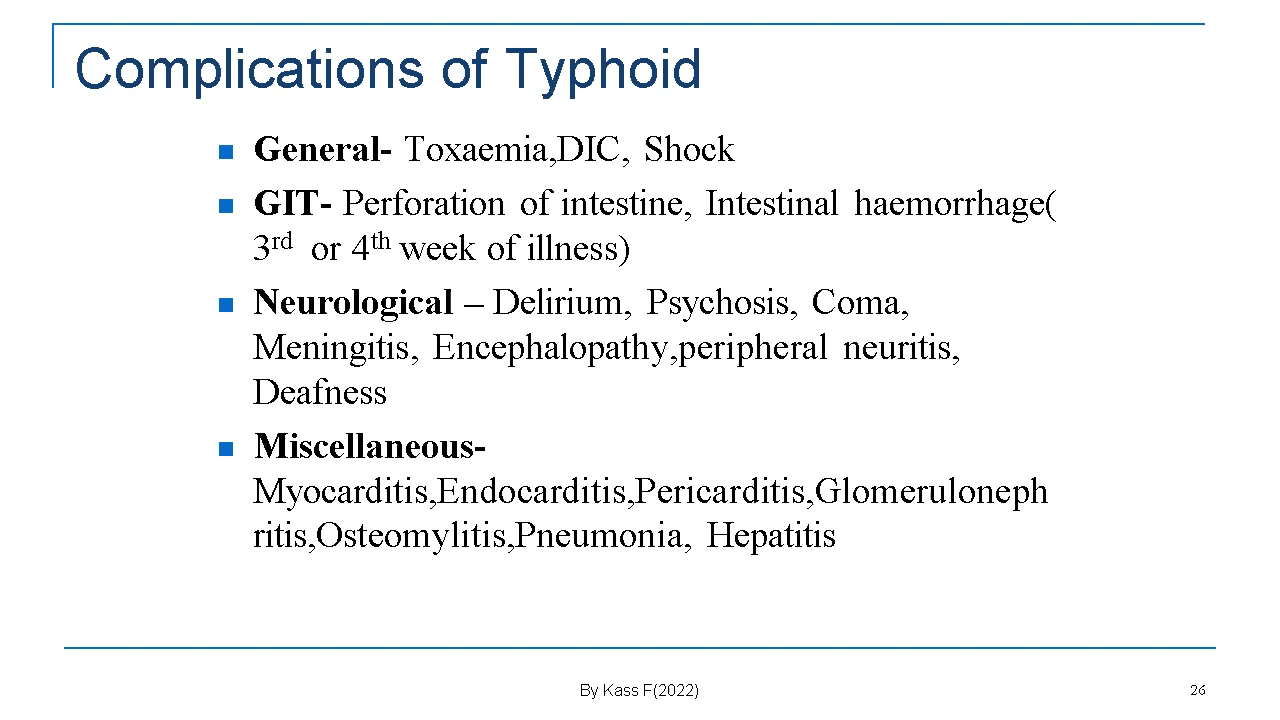 Complications of Typhoid
General- Toxaemia,DIC, Shock
GIT- Perforation of intestine, Intestinal haemorrhage(
3rd or 4th week of illness)
Neurological – Delirium, Psychosis, Coma,
Meningitis, Encephalopathy,peripheral neuritis,
Deafness
Miscellaneous-
Myocarditis,Endocarditis,Pericarditis,Glomeruloneph
ritis,Osteomylitis,Pneumonia, Hepatitis
By Kass F(2022)
26